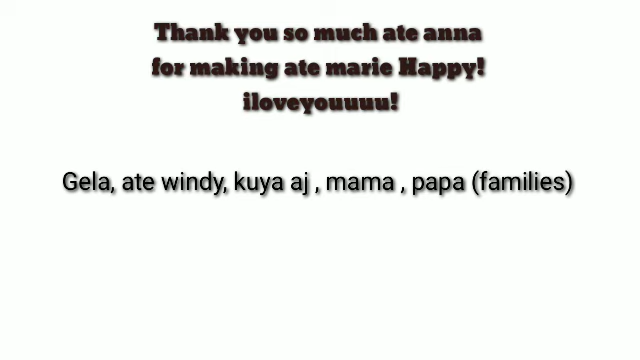 Thank you so much ate anna
for making ate marie Happy!
iloveyouuuu!
Gela, ate windy, kuya aj , mama , papa (families)